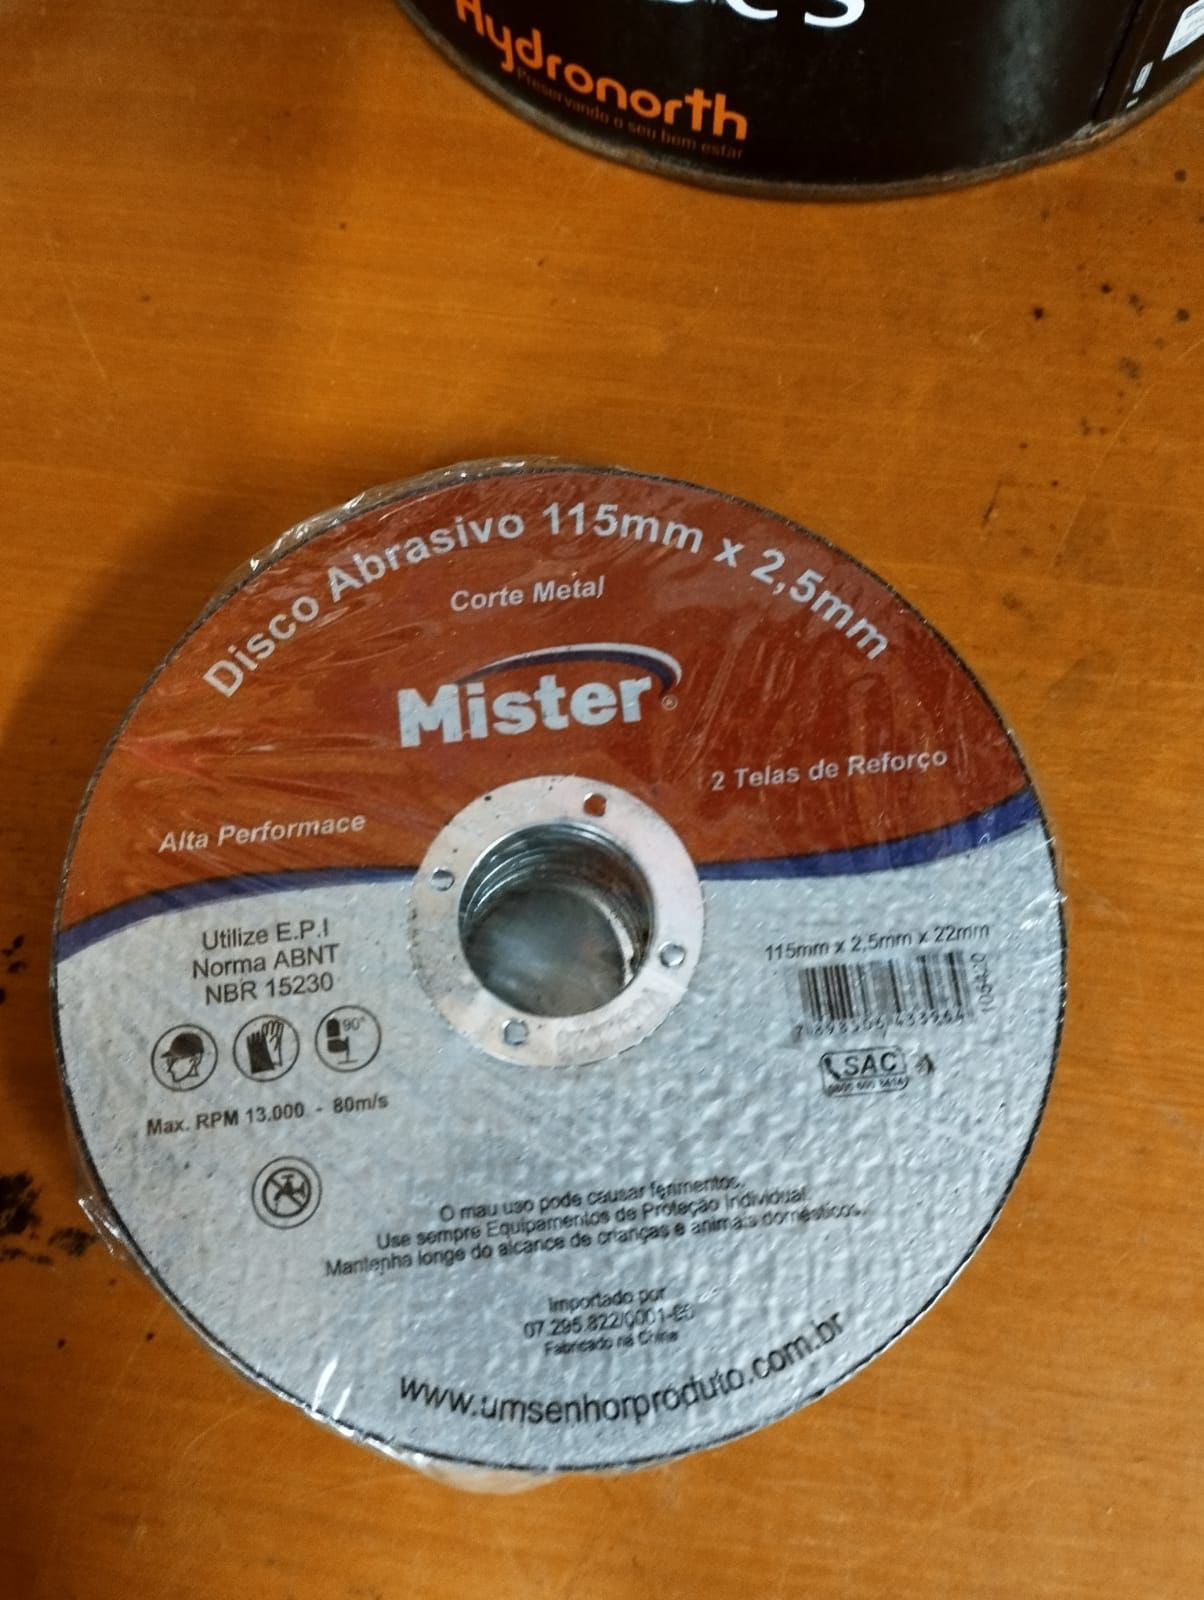 Hydronorth
Preservando o seu bem estar
Disco Abrasivo 115mm x 2,5mm
Corte Metal
Mister®
2 Telas de Reforço
Alta Performace
Utilize E.P.I
Norma ABNT
NBR 15230
90°
Max. RPM 13.000 - 80m/s
115mm x 2,5mm x 22mm
SAC
O mau uso pode causar ferimentos.
Use sempre Equipamentos de Proteção Individual.
Mantenha longe do alcance de crianças e animais domésticos.
Importado por
Fabricado na China
www.umsenhorproduto.com.br